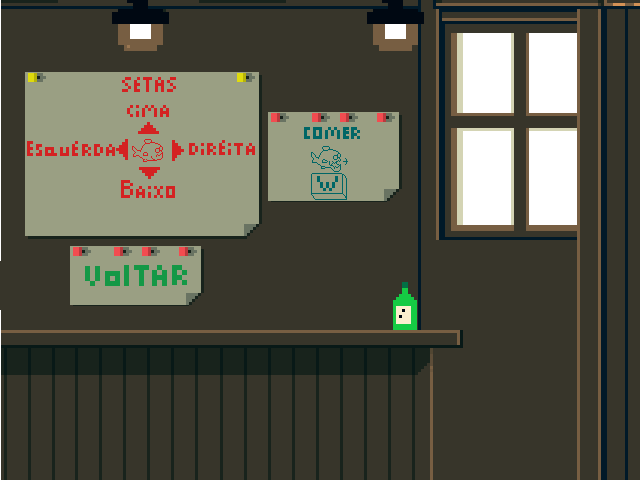 SETAS
CIMA
ESQUERDA DIREITA
BAIXO
COMER
W
VOLTAR